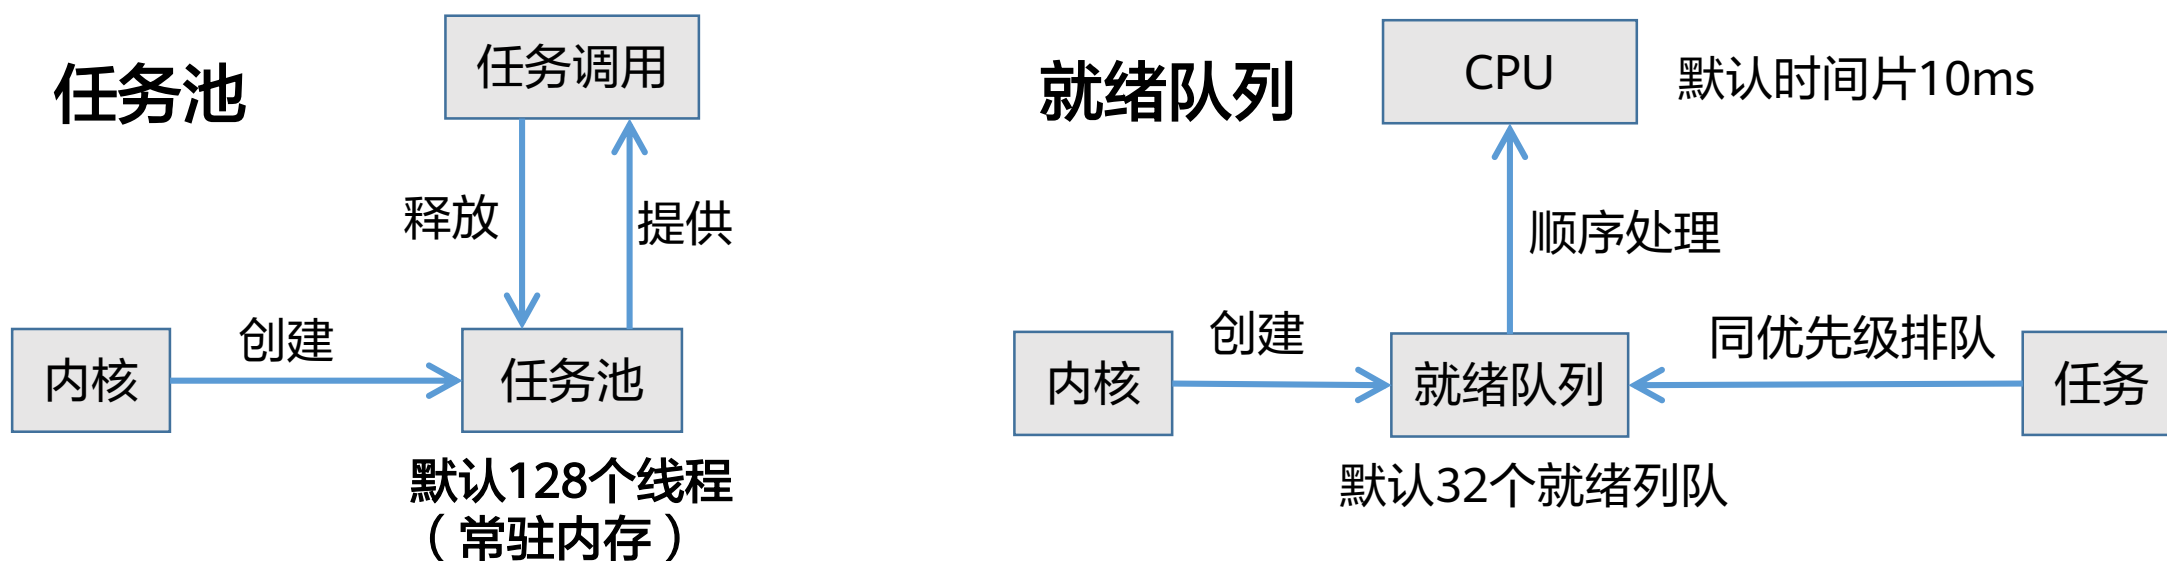 任务池
任务调用
释放
提供
内核
创建
任务池
默认128个线程
（常驻内存）
就绪队列
CPU
默认时间片10ms
顺序处理
内核
创建
就绪队列
同优先级排队
任务
默认32个就绪列队